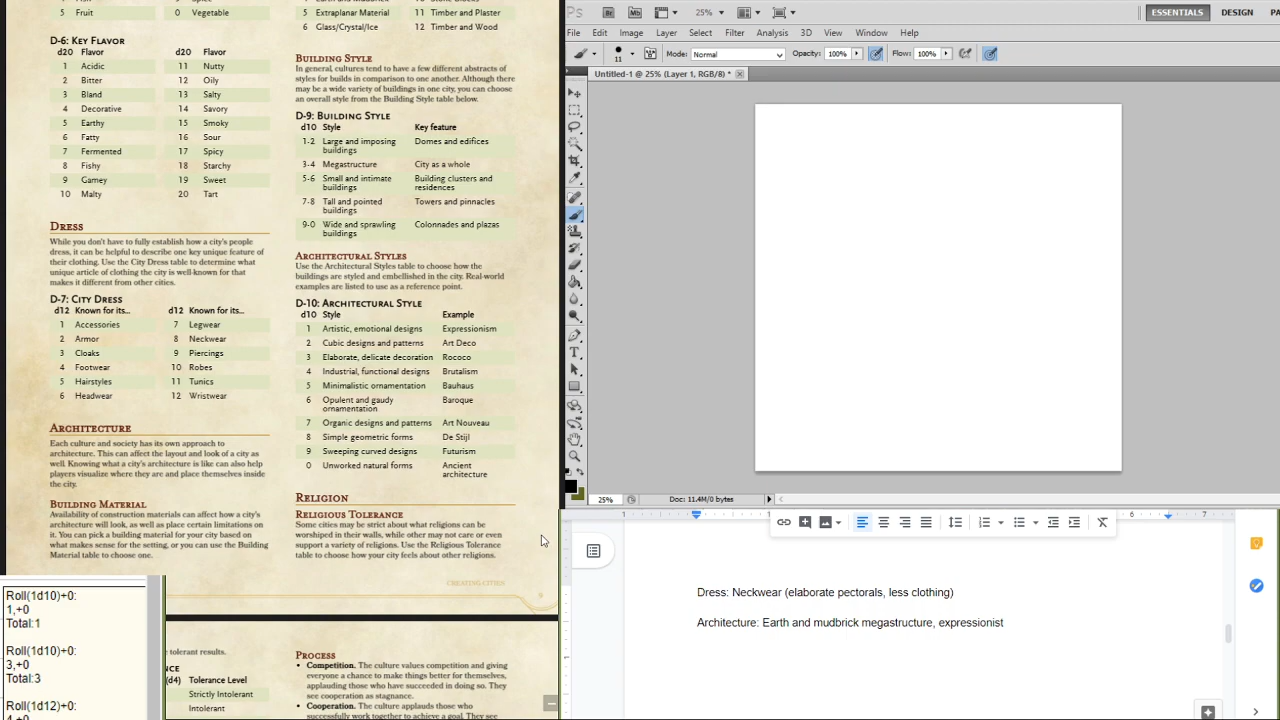 5 Fruit 0 Vegetable
D-6: Key Flavor
d20 Flavor d20 Flavor
1 Acidic 11 Nutty
2 Bitter 12 Oily
3 Bland 13 Salty
4 Decorative 14 Savory
5 Earthy 15 Smoky
6 Fatty 16 Sour
7 Fermented 17 Spicy
8 Fishy 18 Starchy
9 Gamey 19 Sweet
10 Malty 20 Tart
Dress
While you don't have to fully establish how a city's people
dress, it can be helpful to describe one key unique feature of
their clothing. Use the City Dress table to determine what
unique article of clothing the city is well-known for that
makes it different from other cities.
D-7: City Dress
d12 Known for its... d12 Known for its...
1 Accessories 7 Legwear
2 Armor 8 Neckwear
3 Cloaks 9 Piercings
4 Footwear 10 Robes
5 Hairstyles 11 Tunics
6 Headwear 12 Wristwear
Architecture
Each culture and society has its own approach to
architecture. This can affect the layout and look of a city as
well. Knowing what a city's architecture is like can also help
players visualize where they are and place themselves inside
the city.
Building Material
Availability of construction materials can affect how a city's
architecture will look, as well as place certain limitations on
it. You can pick a building material for your city based on
what makes sense for the setting, or you can use the Building
Material table to choose one.
5 Extraplanar Material 11 Timber and Plaster
6 Glass/Crystal/Ice 12 Timber and Wood
Building Style
In general, cultures tend to have a few different abstracts of
styles for builds in comparison to one another. Although there
may be a wide variety of buildings in one city, you can choose
an overall style from the Building Style table below.
D-9: Building Style
d10 Style Key feature
1-2 Large and imposing Domes and edifices
buildings
3-4 Megastructure City as a whole
5-6 Small and intimate Building clusters and
buildings residences
7-8 Tall and pointed Towers and pinnacles
buildings
9-0 Wide and sprawling Colonnades and plazas
buildings
Architectural Styles
Use the Architectural Styles table to choose how the
buildings are styled and embellished in the city. Real-world
examples are listed to use as a reference point.
D-10: Architectural Style
d10 Style Example
1 Artistic, emotional designs Expressionism
2 Cubic designs and patterns Art Deco
3 Elaborate, delicate decoration Rococo
4 Industrial, functional designs Brutalism
5 Minimalistic ornamentation Bauhaus
6 Opulent and gaudy Baroque
ornamentation
7 Organic designs and patterns Art Nouveau
8 Simple geometric forms De Stijl
9 Sweeping curved designs Futurism
0 Unworked natural forms Ancient
architecture
Religion
Religious Tolerance
Some cities may be strict about what religions can be
worshiped in their walls, while other may not care or even
support a variety of religions. Use the Religious Tolerance
table to choose how your city feels about other religions.
CREATING CITIES
tolerant results.
(d4) Tolerance Level
Strictly Intolerant
Intolerant
Process
• Competition. The culture values competition and giving
everyone a chance to make things better for themselves,
applauding those who have succeeded in doing so. They
see cooperation as stagnance.
• Cooperation. The culture applauds those who
successfully work together to achieve a goal. They see
Roll(1d10)+0:
1,+0
Total:1
Roll(1d10)+0:
3,+0
Total:3
Roll(1d12)+0:
Ps Br Mb 25% ESSENTIALS DESIGN
File Edit Image Layer Select Filter Analysis 3D View Window Help
11 Mode: Normal Opacity: 100% Flow: 100%
Untitled-1 @ 25% (Layer 1, RGB/8) *
25% Doc: 11.4M/0 bytes
1 6 7
Dress: Neckwear (elaborate pectorals, less clothing)
Architecture: Earth and mudbrick megastructure, expressionist